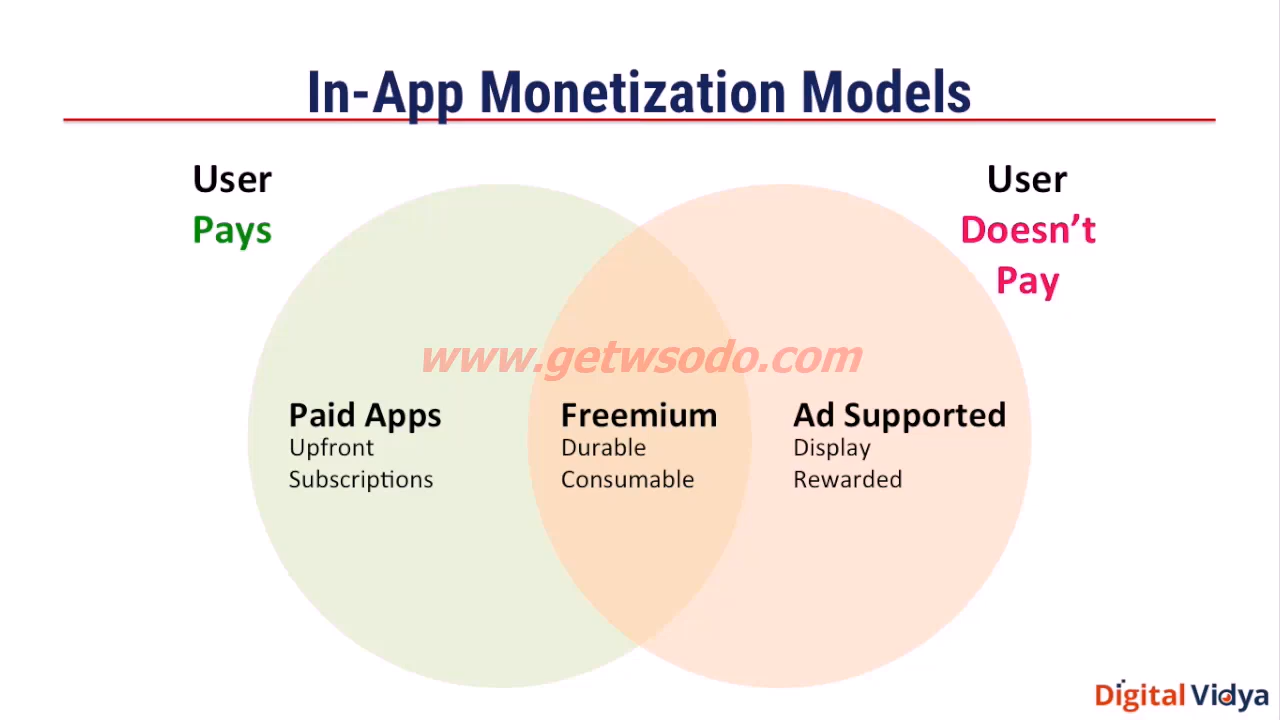 In-App Monetization Models
User
Pays
User
Doesn’t
Pay
www.getwsodo.com
Paid Apps
Upfront
Subscriptions
Freemium
Durable
Consumable
Ad Supported
Display
Rewarded
Digital Vidya